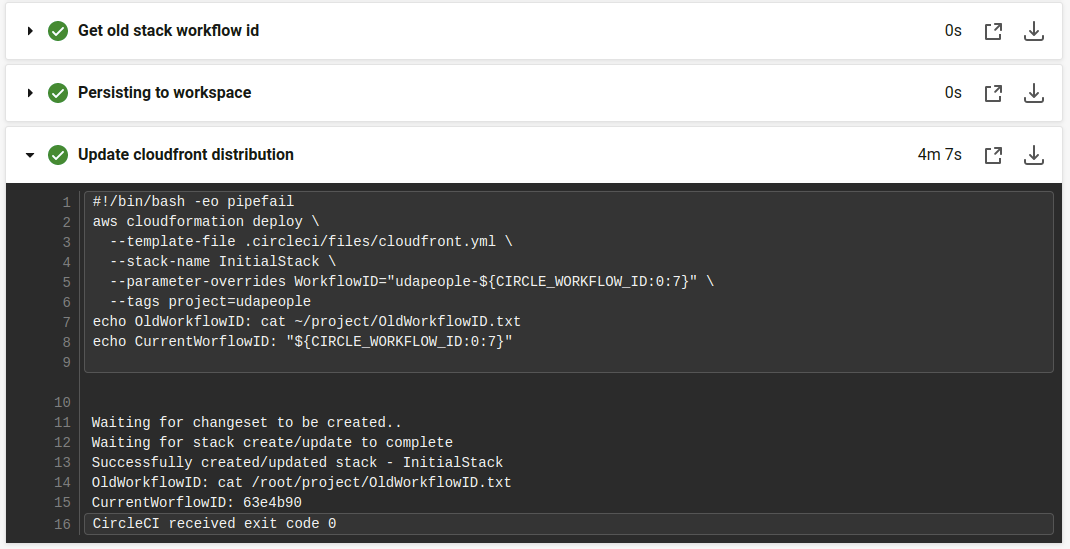 Get old stack workflow id 0s
Persisting to workspace 0s
Update cloudfront distribution 4m 7s
1 #!/bin/bash -eo pipefail
2 aws cloudformation deploy \
3   --template-file .circleci/files/cloudfront.yml \
4   --stack-name InitialStack \
5   --parameter-overrides WorkflowID="udapeople-${CIRCLE_WORKFLOW_ID:0:7}" \
6   --tags project=udapeople
7 echo OldWorkflowID: cat ~/project/OldWorkflowID.txt
8 echo CurrentWorflowID: "${CIRCLE_WORKFLOW_ID:0:7}"
9
10
11 Waiting for changeset to be created..
12 Waiting for stack create/update to complete
13 Successfully created/updated stack - InitialStack
14 OldWorkflowID: cat /root/project/OldWorkflowID.txt
15 CurrentWorflowID: 63e4b90
16 CircleCI received exit code 0